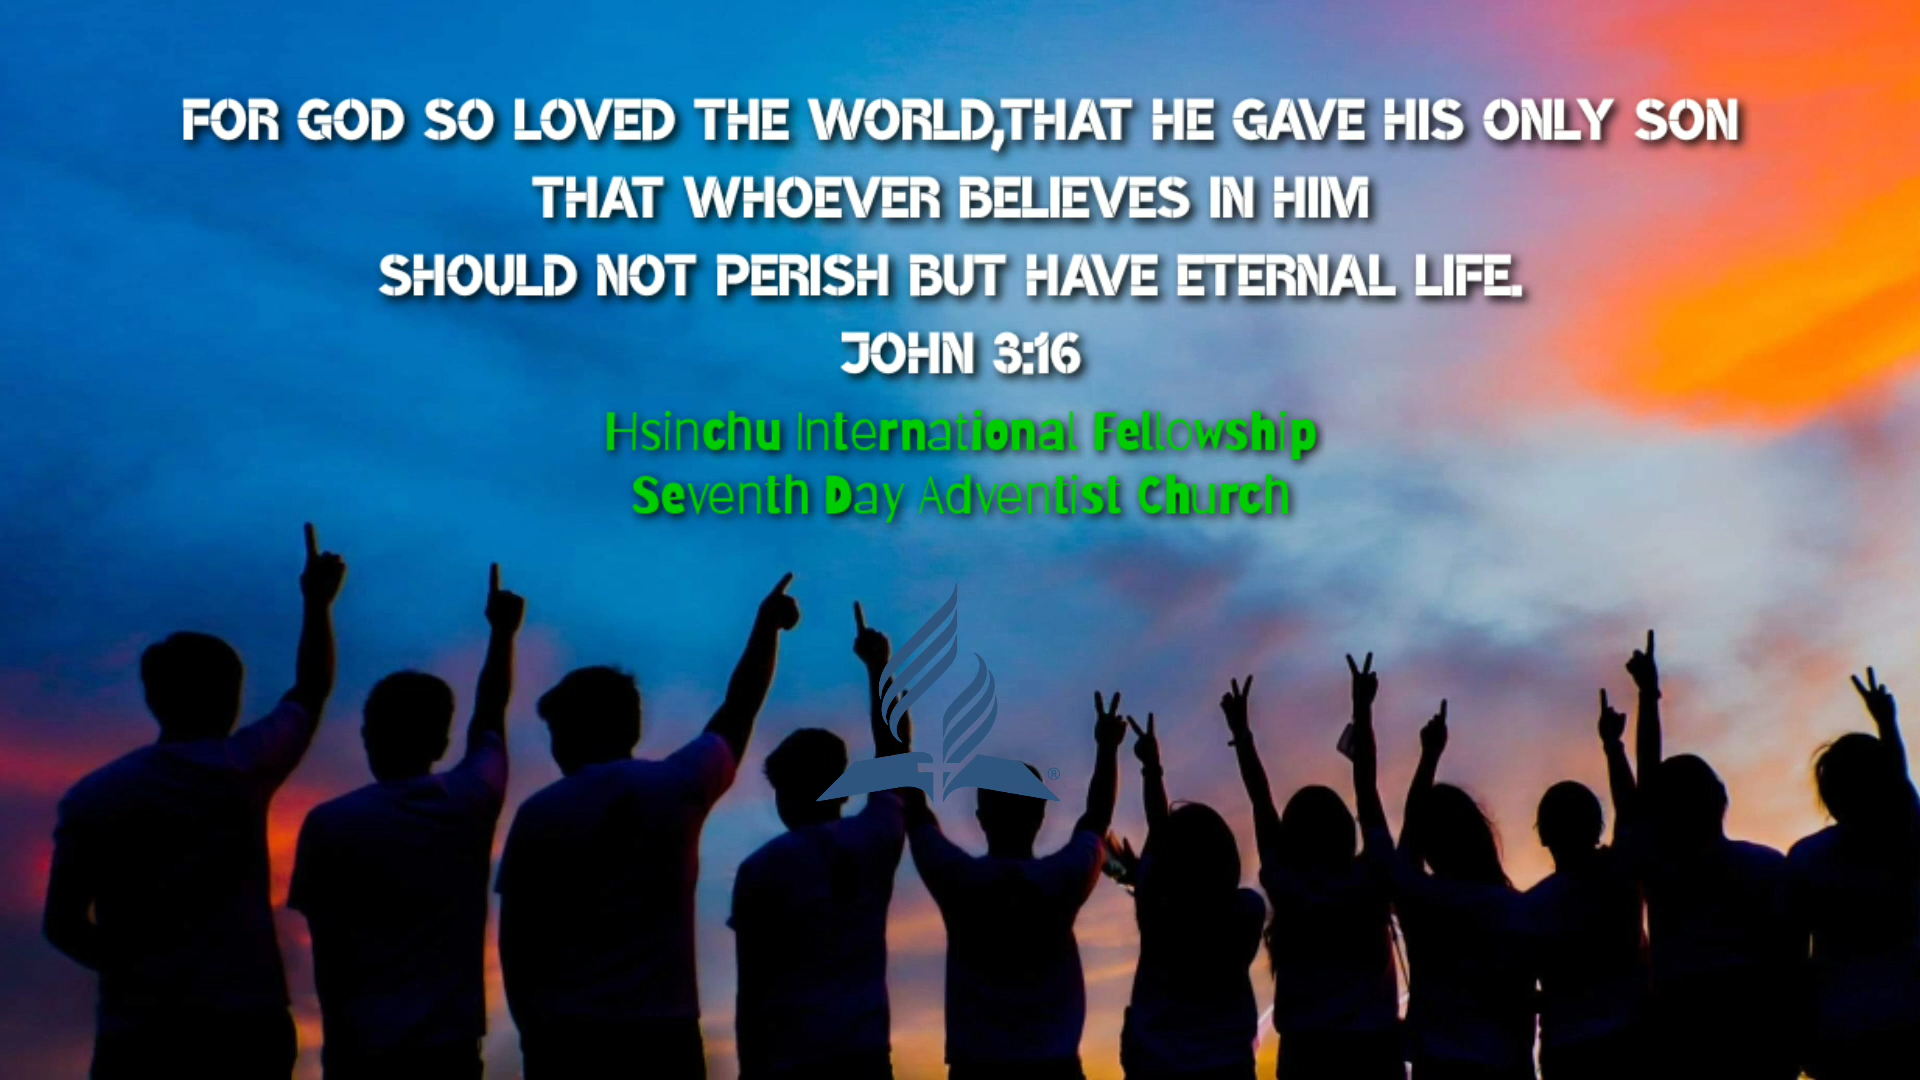 FOR GOD SO LOVED THE WORLD,THAT HE GAVE HIS ONLY SON
THAT WHOEVER BELIEVES IN HIM
SHOULD NOT PERISH BUT HAVE ETERNAL LIFE.
JOHN 3:16
Hsinchu International Fellowship
Seventh Day Adventist Church
®